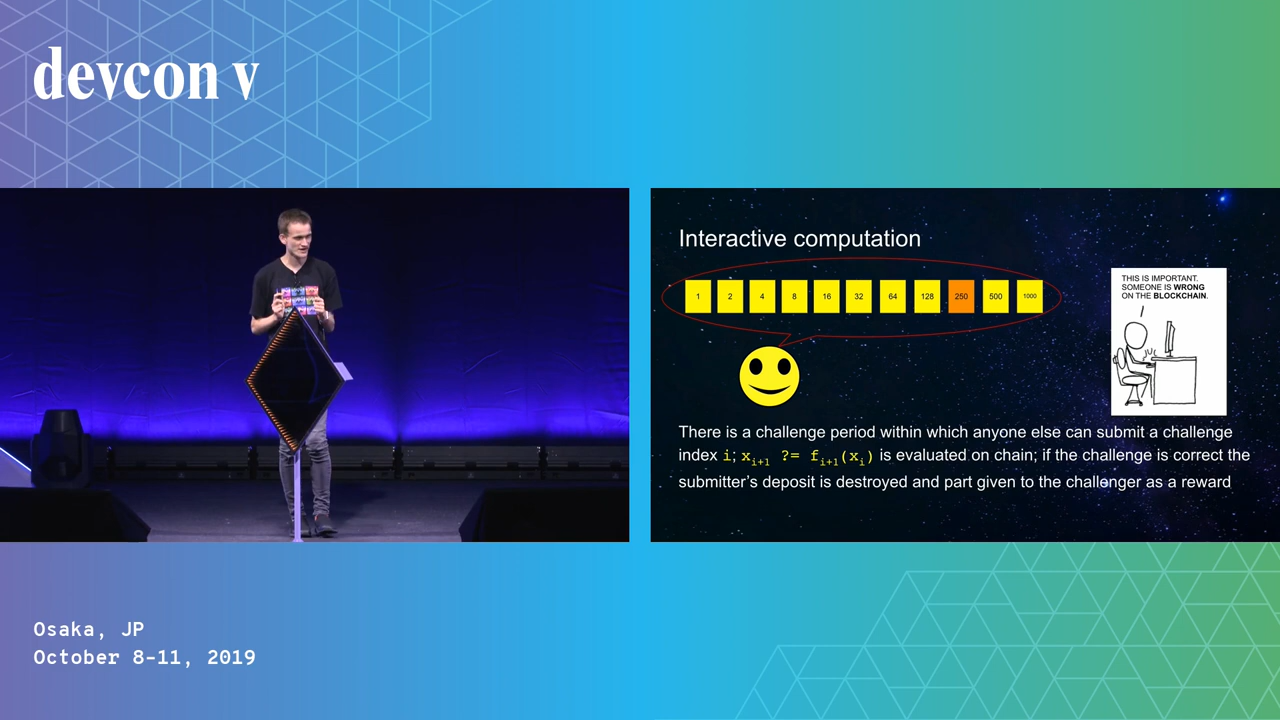 devcon v
Interactive computation
1 2 4 8 16 32 64 128 250 500 1000
THIS IS IMPORTANT.
SOMEONE IS WRONG
ON THE BLOCKCHAIN.
There is a challenge period within which anyone else can submit a challenge
index i; xᵢ₊₁ ?= fᵢ₊₁(xᵢ) is evaluated on chain; if the challenge is correct the
submitter's deposit is destroyed and part given to the challenger as a reward
Osaka, JP
October 8-11, 2019